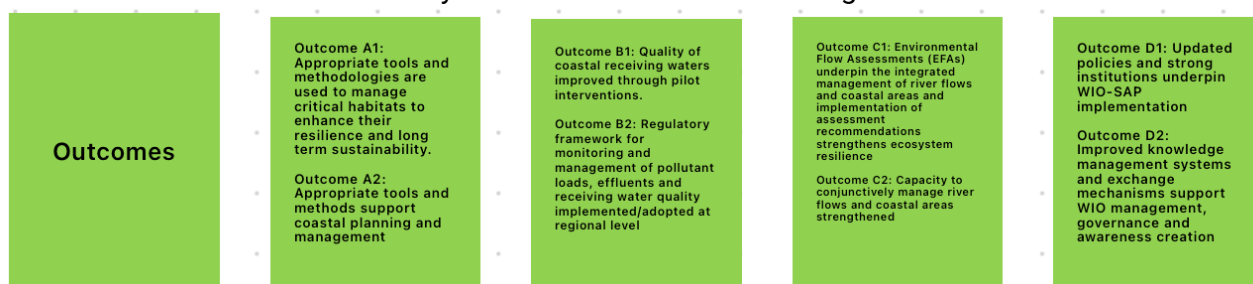 Outcomes
Outcome A1:
Appropriate tools and
methodologies are
used to manage
critical habitats to
enhance their
resilience and long
term sustainability.
Outcome A2:
Appropriate tools and
methods support
coastal planning and
management
Outcome B1: Quality of
coastal receiving waters
improved through pilot
interventions.
Outcome B2: Regulatory
framework for
monitoring and
management of pollutant
loads, effluents and
receiving water quality
implemented/adopted at
regional level
Outcome C1: Environmental
Flow Assessments (EFAs)
underpin the integrated
management of river flows
and coastal areas and
implementation of
assessment
recommendations
strengthens ecosystem
resilience
Outcome C2: Capacity to
conjunctively manage river
flows and coastal areas
strengthened
Outcome D1: Updated
policies and strong
institutions underpin
WIO-SAP
implementation
Outcome D2:
Improved knowledge
management systems
and exchange
mechanisms support
WIO management,
governance and
awareness creation